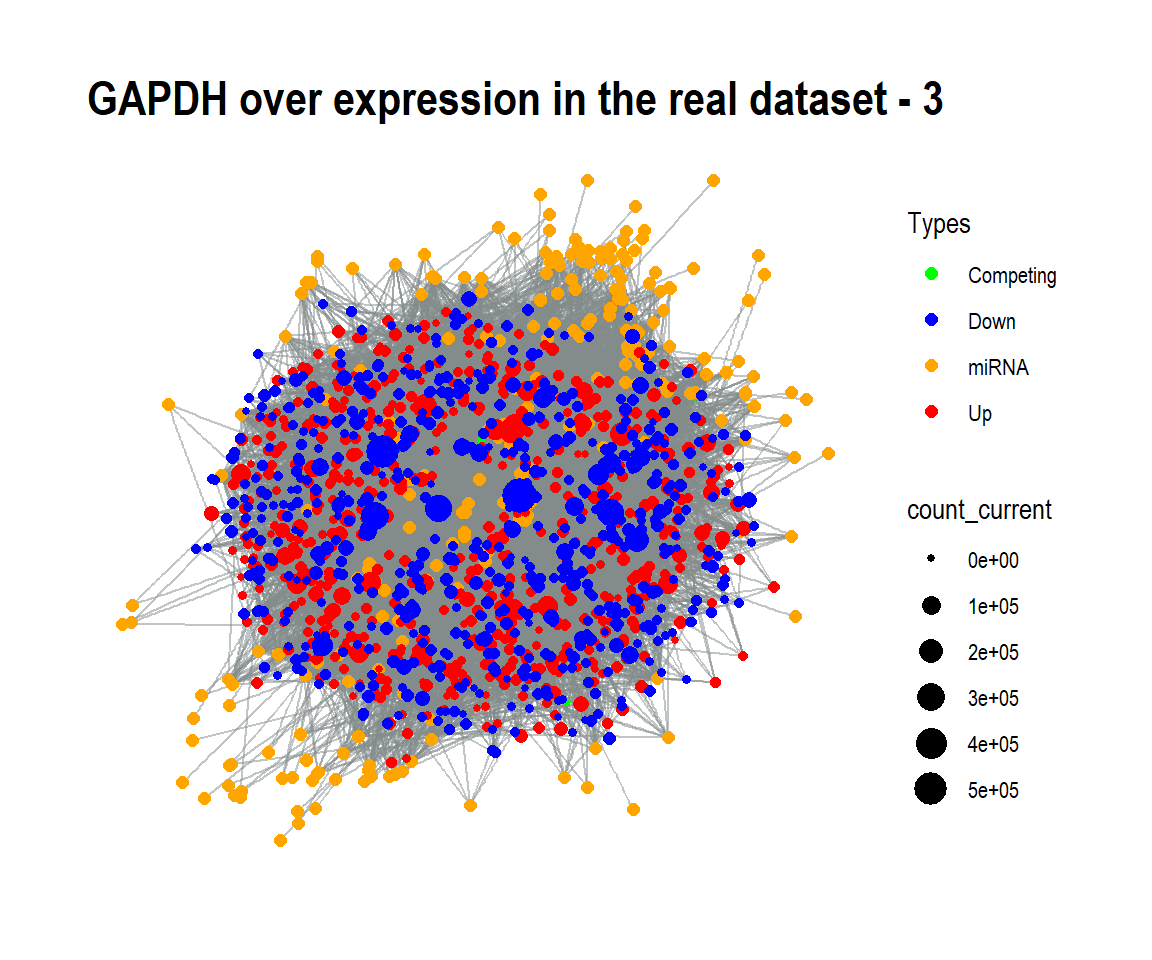 GAPDH over expression in the real dataset - 3
Types
Competing
Down
miRNA
Up
count_current
0e+00
1e+05
2e+05
3e+05
4e+05
5e+05